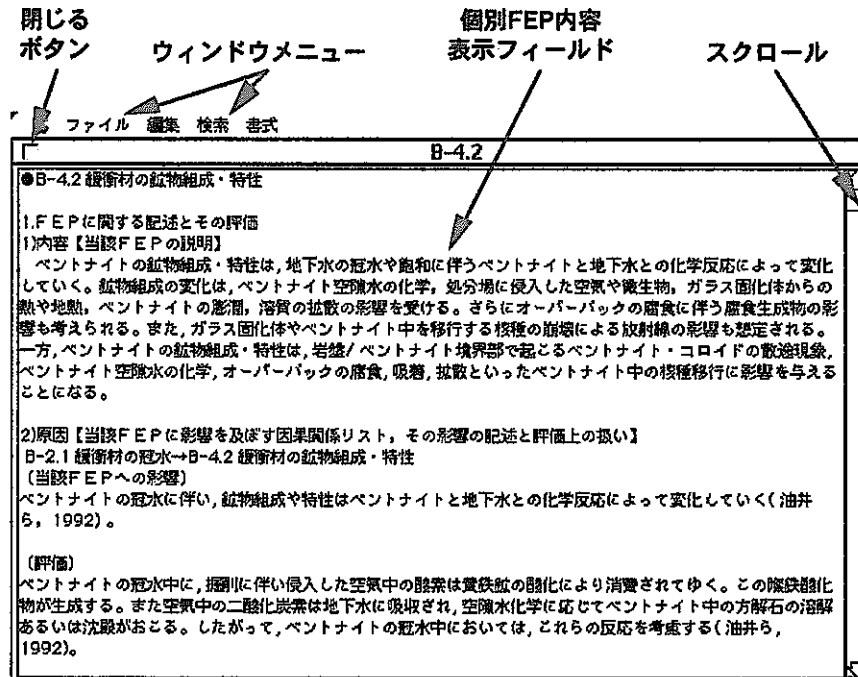 閉じる
ボタン
ウィンドウメニュー
個別FEP内容
表示フィールド
スクロール
ファイル 編集 検索 書式
B-4.2
●B-4.2 緩衝材の鉱物組成・特性
1.FEPに関する記述とその評価
1)内容【当該FEPの説明】
ベントナイトの鉱物組成・特性は,地下水の冠水や飽和に伴うベントナイトと地下水との化学反応によって変化
していく。鉱物組成の変化は,ベントナイト空隙水の化学,処分場に侵入した空気や微生物,ガラス固化体からの
熱や地熱,ベントナイトの膨潤,溶質の拡散の影響を受ける。さらにオーバーパックの腐食に伴う腐食生成物の影
響も考えられる。また,ガラス固化体やベントナイト中を移行する核種の崩壊による放射線の影響も想定される。
一方,ベントナイトの鉱物組成・特性は,岩盤/ベントナイト境界部で起こるベントナイト・コロイドの散逸現象,
ベントナイト空隙水の化学,オーバーパックの腐食,吸着,拡散といったベントナイト中の核種移行に影響を与える
ことになる。
2)原因【当該FEPに影響を及ぼす因果関係リスト,その影響の記述と評価上の扱い】
B-2.1 緩衝材の冠水→B-4.2 緩衝材の鉱物組成・特性
〔当該FEPへの影響〕
ベントナイトの冠水に伴い,鉱物組成や特性はベントナイトと地下水との化学反応によって変化していく(油井
ら,1992)。
〔評価〕
ベントナイトの冠水中に,掘削に伴い侵入した空気中の酸素は黄鉄鉱の酸化により消費されてゆく。この際鉄酸化
物が生成する。また空気中の二酸化炭素は地下水に吸収され,空隙水化学に応じてベントナイト中の方解石の溶解
あるいは沈殿がおこる。したがって,ベントナイトの冠水中においては,これらの反応を考慮する(油井ら,
1992)。